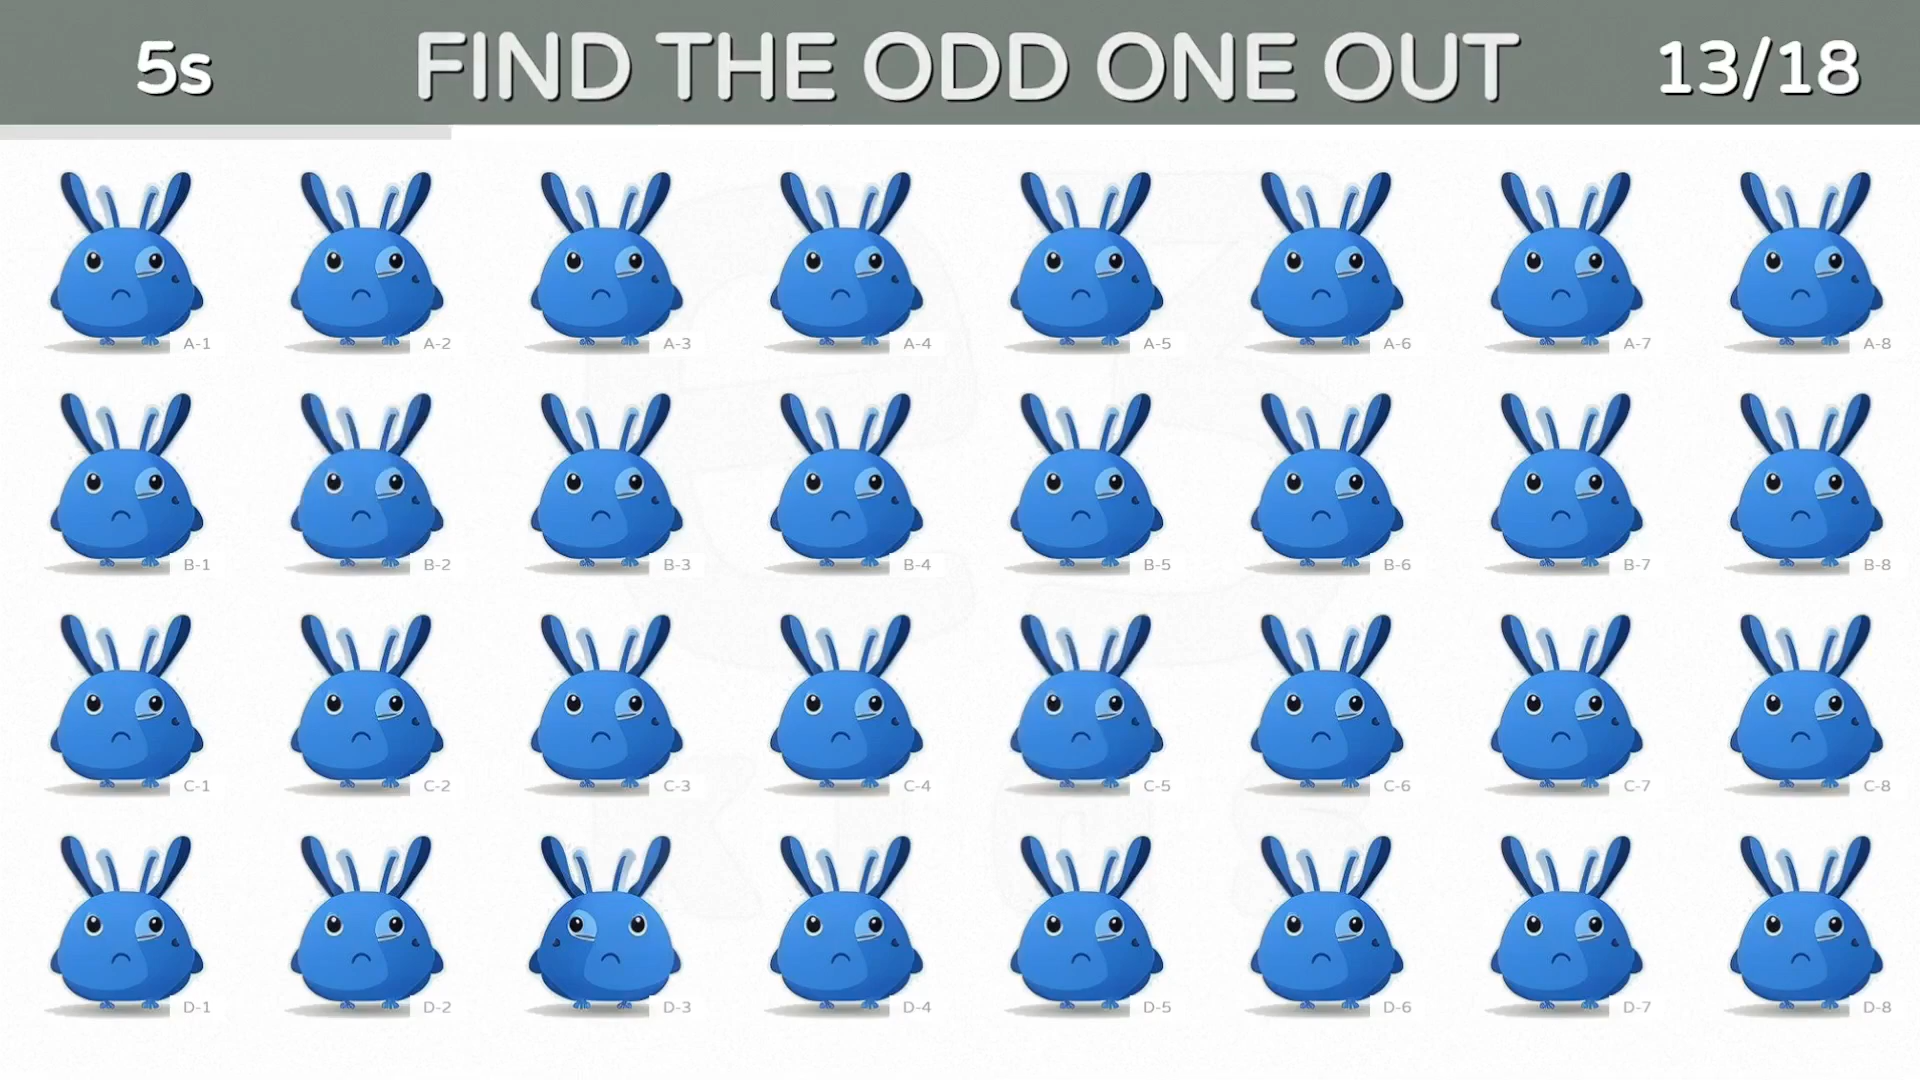 5s FIND THE ODD ONE OUT 13/18
A-1 A-2 A-3 A-4 A-5 A-6 A-7 A-8
B-1 B-2 B-3 B-4 B-5 B-6 B-7 B-8
C-1 C-2 C-3 C-4 C-5 C-6 C-7 C-8
D-1 D-2 D-3 D-4 D-5 D-6 D-7 D-8